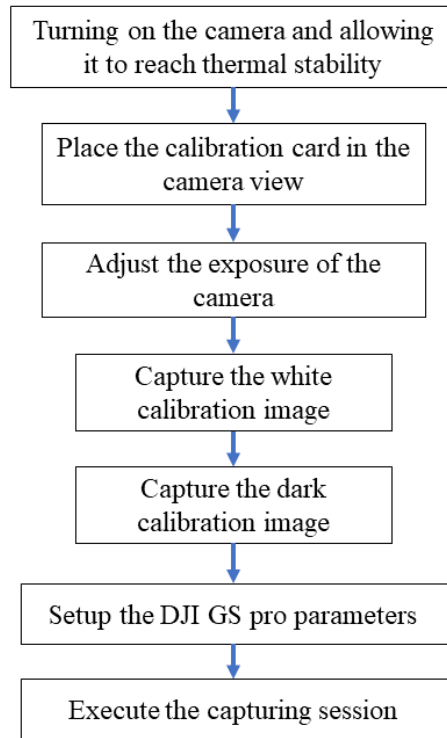 Turning on the camera and allowing
it to reach thermal stability
Place the calibration card in the
camera view
Adjust the exposure of the
camera
Capture the white
calibration image
Capture the dark
calibration image
Setup the DJI GS pro parameters
Execute the capturing session